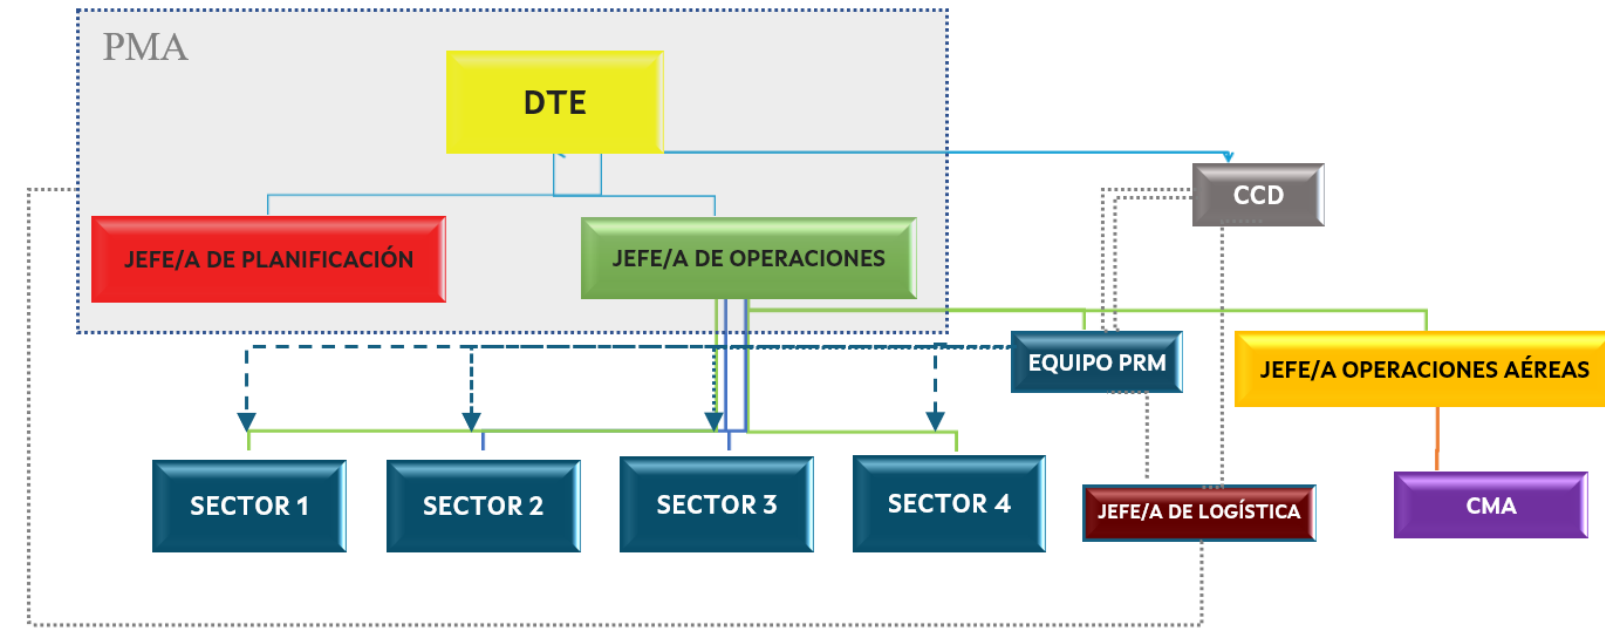 PMA
DTE
CCD
JEFE/A DE PLANIFICACIÓN
JEFE/A DE OPERACIONES
EQUIPO PRM
JEFE/A OPERACIONES AÉREAS
SECTOR 1
SECTOR 2
SECTOR 3
SECTOR 4
JEFE/A DE LOGÍSTICA
CMA